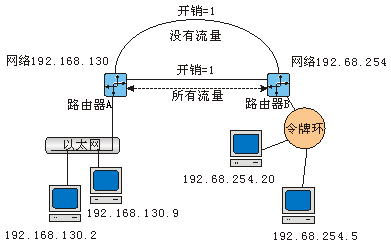 开销=1
没有流量
网络192.168.130
网络192.68.254
开销=1
所有流量
路由器A
路由器B
以太网
令牌环
192.168.130.9
192.168.130.2
192.68.254.20
192.68.254.5